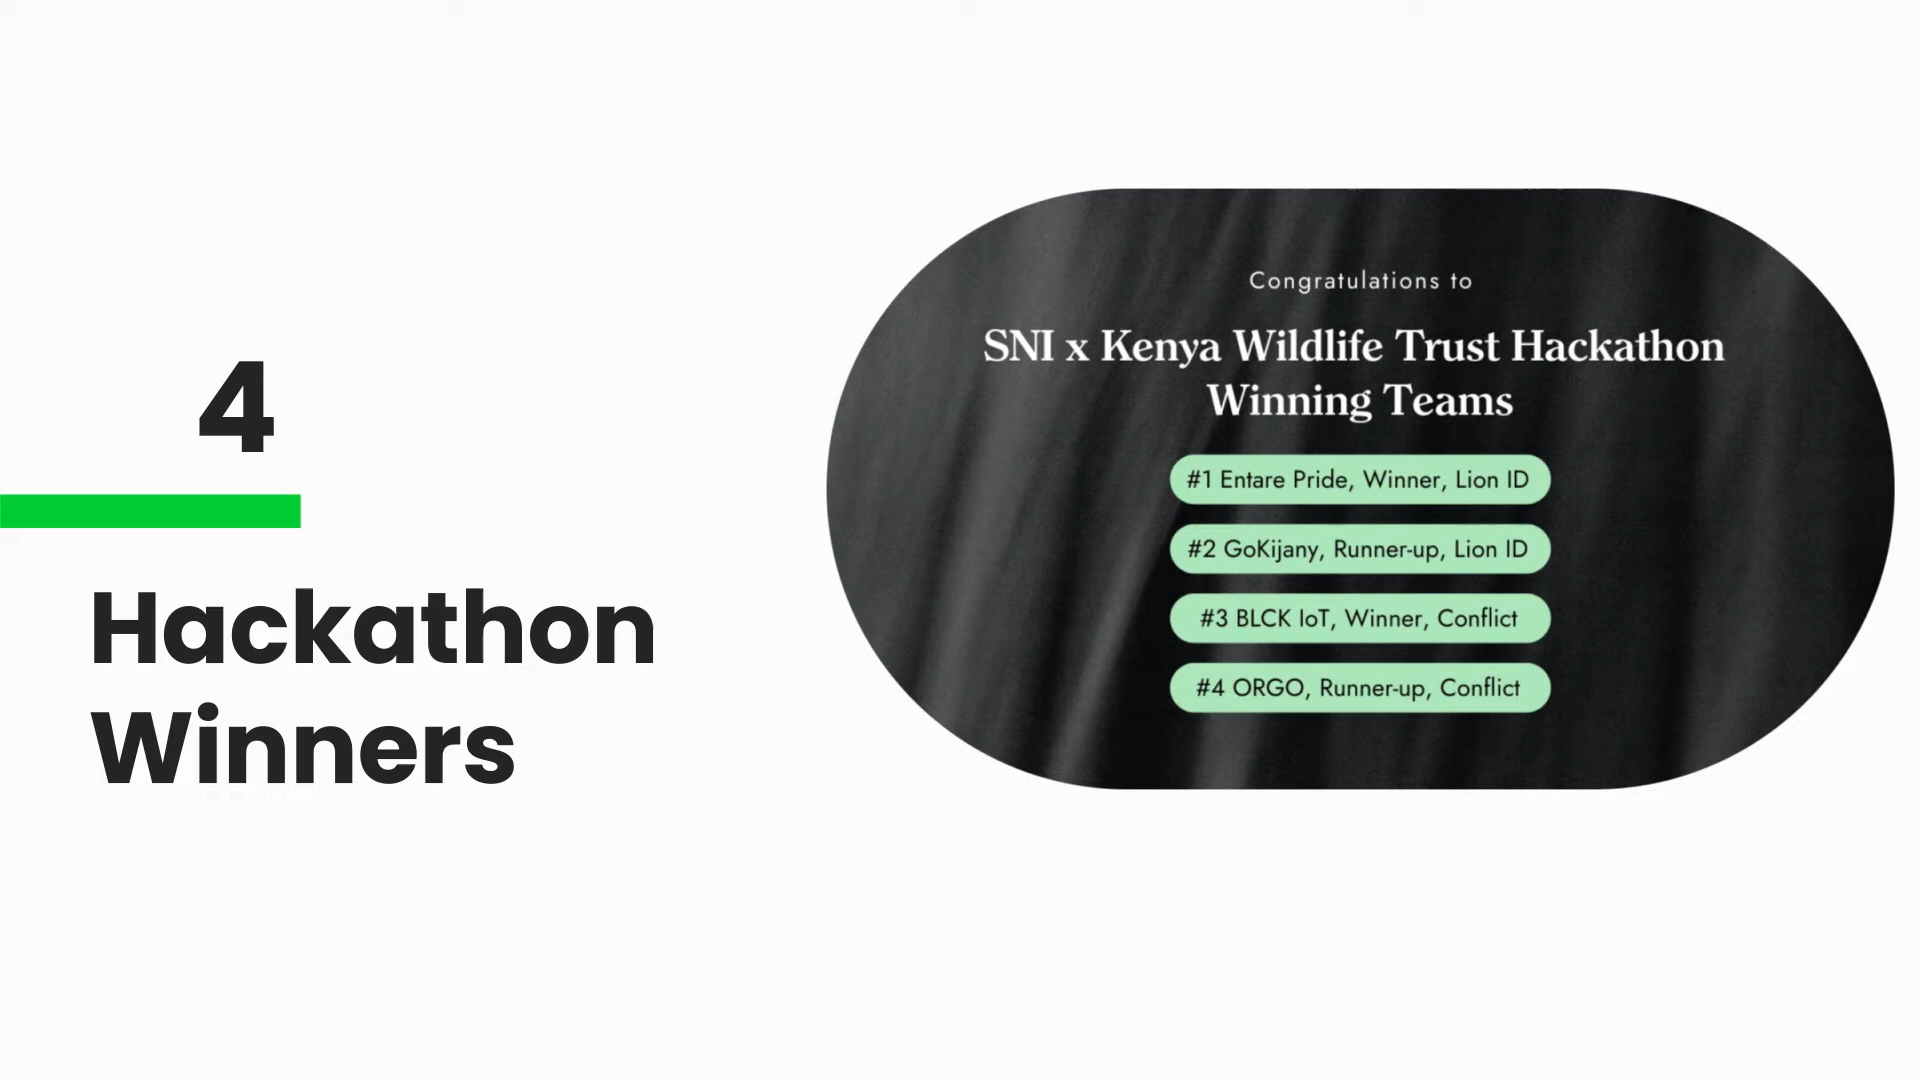 4
Hackathon
Winners
Congratulations to
SNI x Kenya Wildlife Trust Hackathon
Winning Teams
#1 Entare Pride, Winner, Lion ID
#2 GoKijany, Runner-up, Lion ID
#3 BLCK IoT, Winner, Conflict
#4 ORGO, Runner-up, Conflict